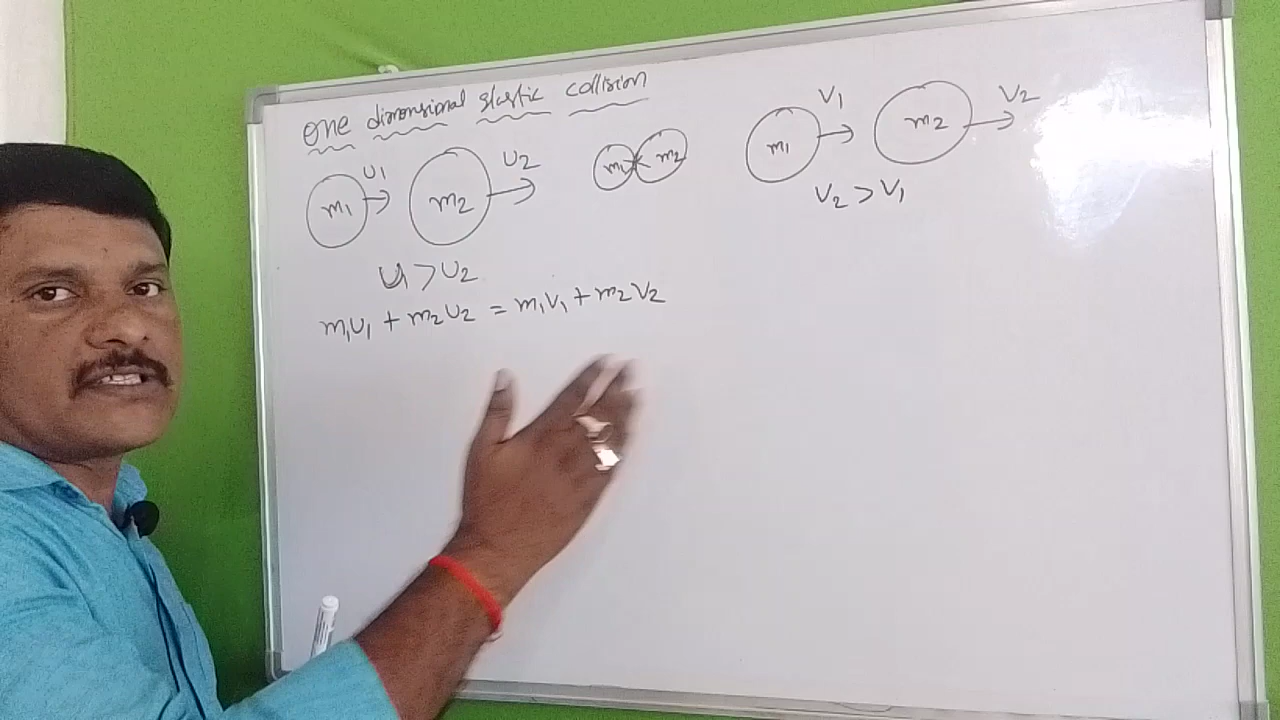 One dimensional elastic collision
U1 U2
m1 m2
m1 m2
V1 V2
m1 m2
V2 > V1
U1 > U2
m1U1 + m2U2 = m1V1 + m2V2